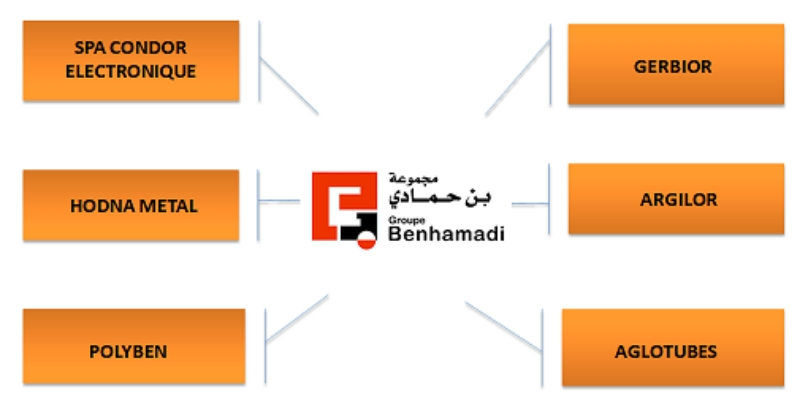 SPA CONDOR
ELECTRONIQUE
GERBIOR
HODNA METAL
مجموعة
بن حمادي
Groupe
Benhamadi
ARGILOR
POLYBEN
AGLOTUBES